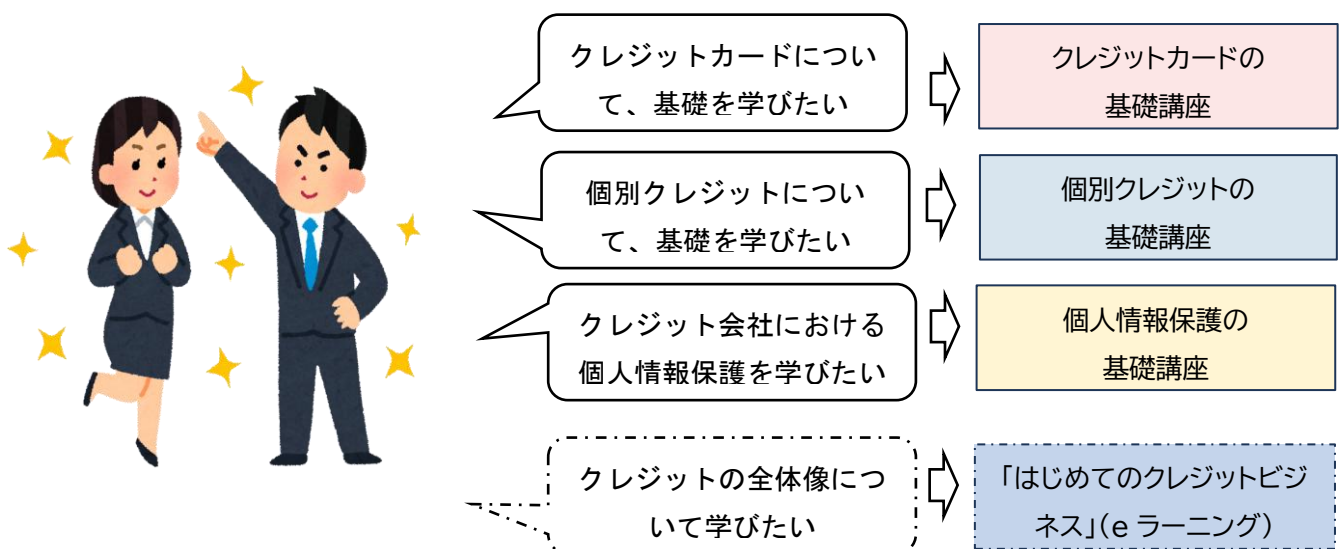 クレジットカードについ
て、基礎を学びたい
クレジットカードの
基礎講座
個別クレジットについ
て、基礎を学びたい
個別クレジットの
基礎講座
クレジット会社における
個人情報保護を学びたい
個人情報保護の
基礎講座
クレジットの全体像につ
いて学びたい
「はじめてのクレジットビジ
ネス」(e ラーニング)